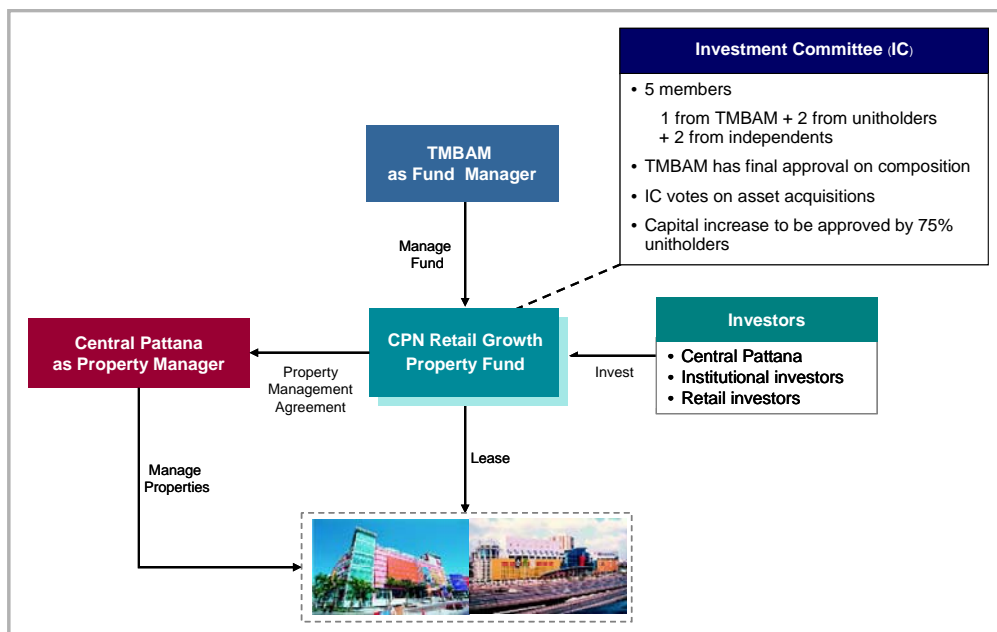 Investment Committee (IC)
• 5 members
1 from TMBAM + 2 from unitholders
+ 2 from independents
• TMBAM has final approval on composition
• IC votes on asset acquisitions
• Capital increase to be approved by 75%
unitholders
TMBAM
as Fund Manager
Manage
Fund
Central Pattana
as Property Manager
Property
Management
Agreement
CPN Retail Growth
Property Fund
Invest
Investors
• Central Pattana
• Institutional investors
• Retail investors
Manage
Properties
Lease